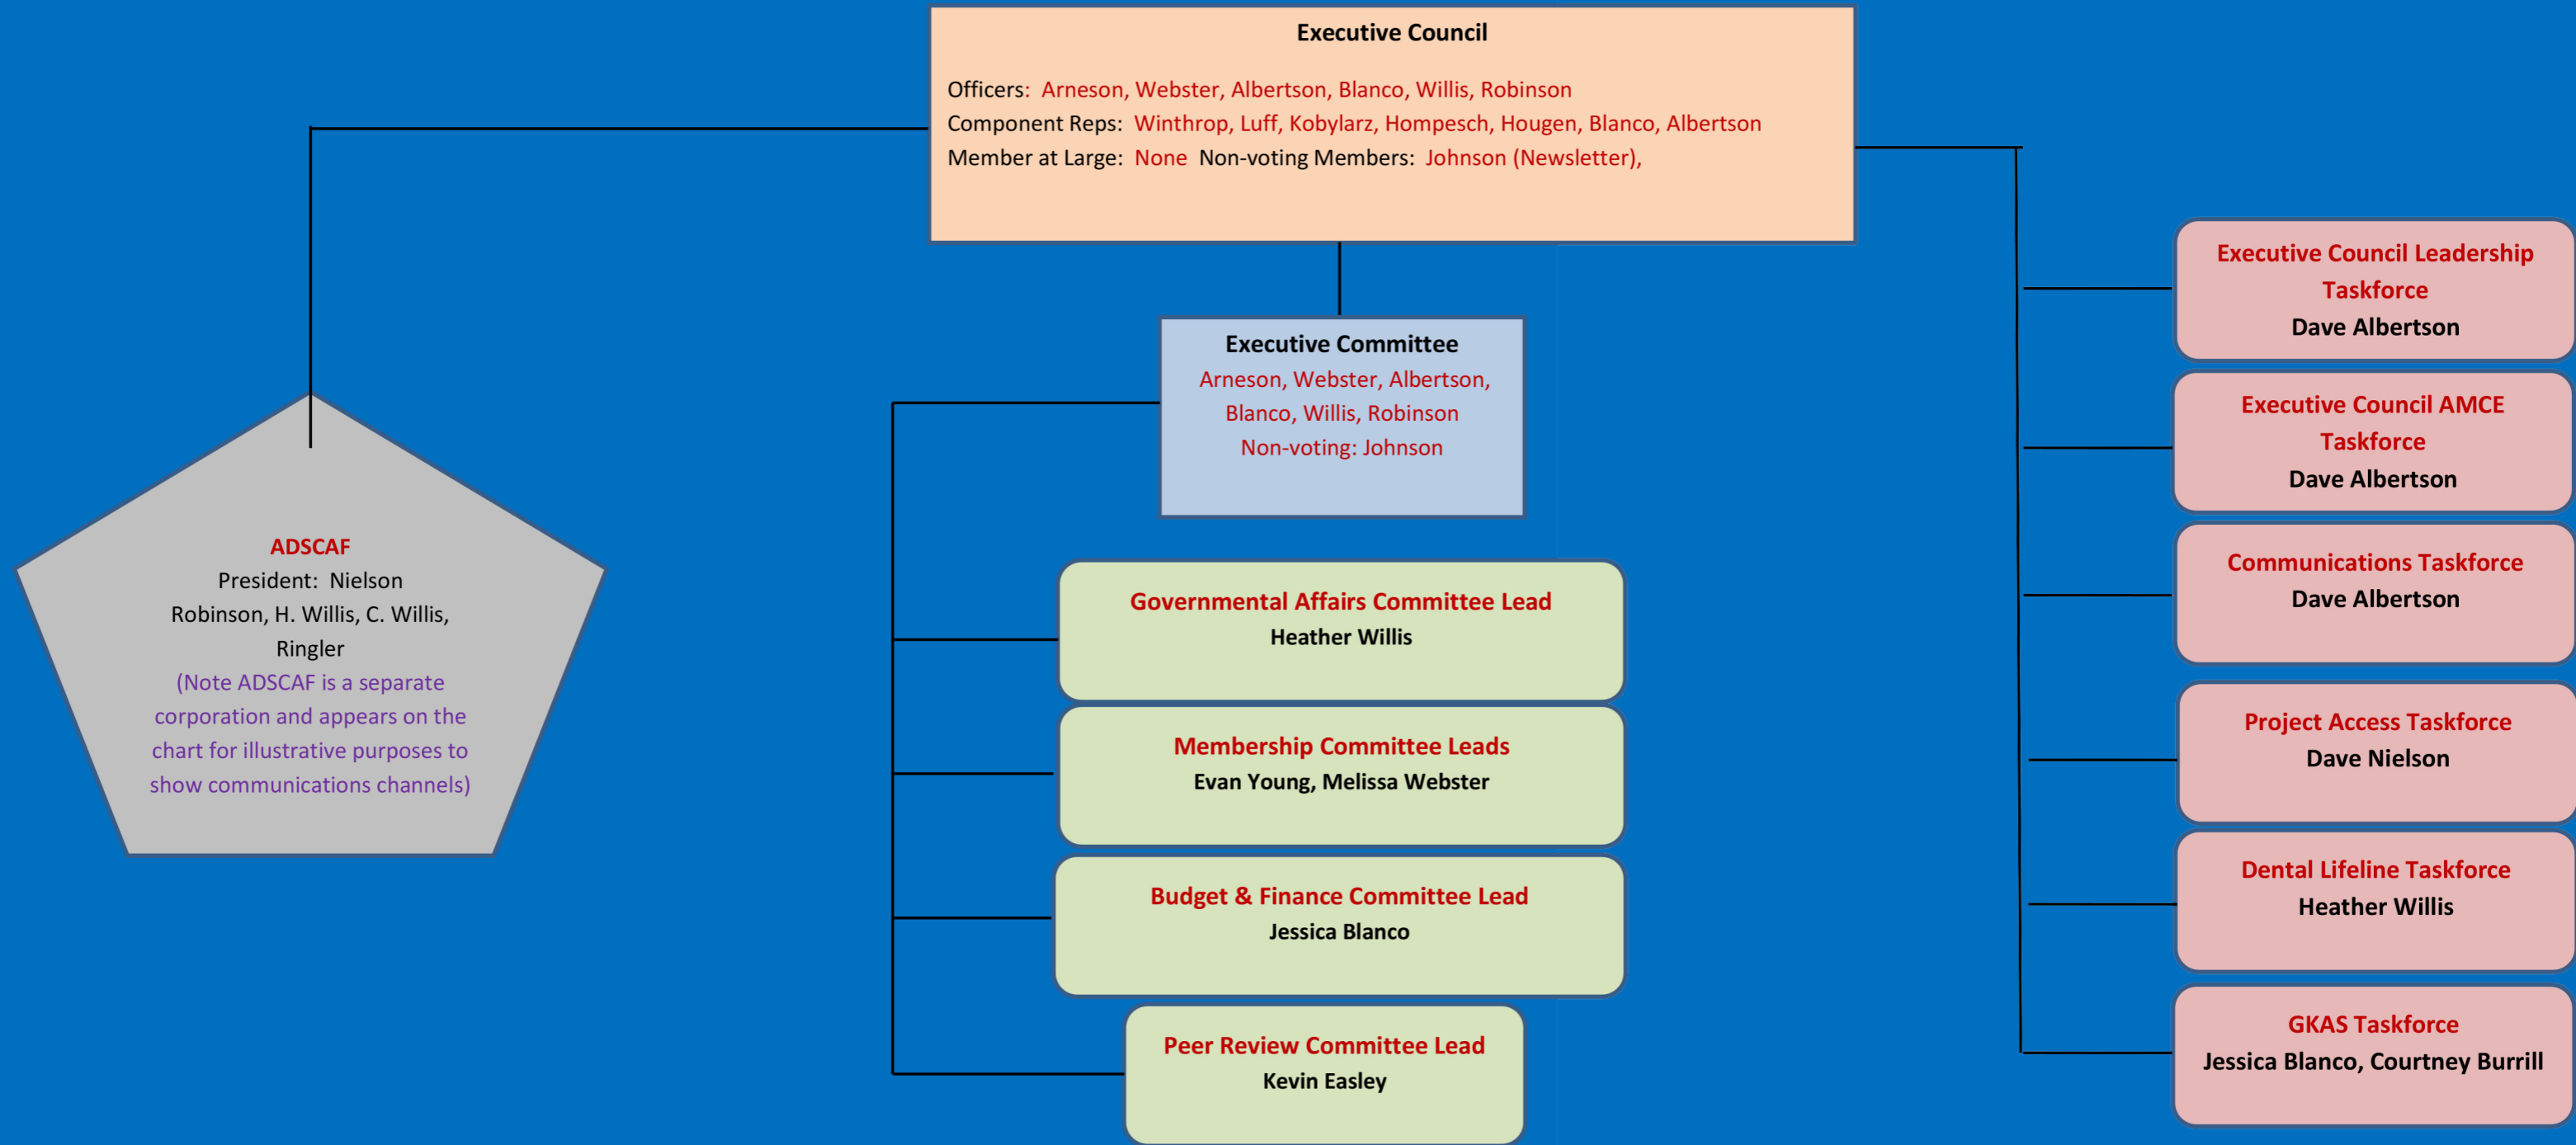 Executive Council
Officers:  Arneson, Webster, Albertson, Blanco, Willis, Robinson
Component Reps:  Winthrop, Luff, Kobylarz, Hompesch, Hougen, Blanco, Albertson
Member at Large:  None  Non-voting Members:  Johnson (Newsletter),
Executive Committee
Arneson, Webster, Albertson,
Blanco, Willis, Robinson
Non-voting: Johnson
ADSCAF
President:  Nielson
Robinson, H. Willis, C. Willis,
Ringler
(Note ADSCAF is a separate
corporation and appears on the
chart for illustrative purposes to
show communications channels)
Governmental Affairs Committee Lead
Heather Willis
Membership Committee Leads
Evan Young, Melissa Webster
Budget & Finance Committee Lead
Jessica Blanco
Peer Review Committee Lead
Kevin Easley
Executive Council Leadership
Taskforce
Dave Albertson
Executive Council AMCE
Taskforce
Dave Albertson
Communications Taskforce
Dave Albertson
Project Access Taskforce
Dave Nielson
Dental Lifeline Taskforce
Heather Willis
GKAS Taskforce
Jessica Blanco, Courtney Burrill